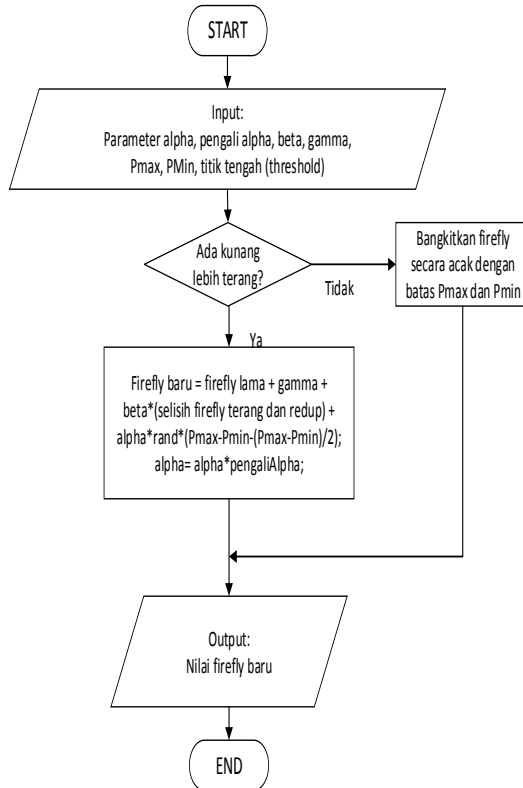 START
Input:
Parameter alpha, pengali alpha, beta, gamma,
Pmax, PMin, titik tengah (threshold)
Ada kunang
lebih terang?
Tidak
Bangkitkan firefly
secara acak dengan
batas Pmax dan Pmin
Ya
Firefly baru = firefly lama + gamma +
beta*(selisih firefly terang dan redup) +
alpha*rand*(Pmax-Pmin-(Pmax-Pmin)/2);
alpha= alpha*pengaliAlpha;
Output:
Nilai firefly baru
END